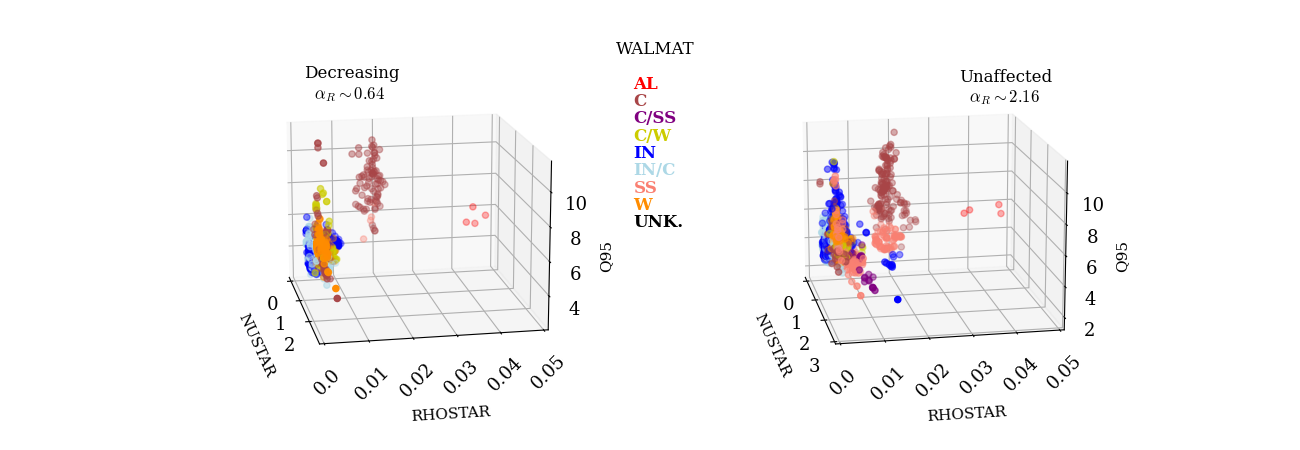 WALMAT
Decreasing
α_R ~ 0.64
Unaffected
α_R ~ 2.16
AL
C
C/SS
C/W
IN
IN/C
SS
W
UNK.
10
8
6
4
Q95
0
1
2
NUSTAR
0.0
0.01
0.02
0.03
0.04
0.05
RHOSTAR
10
8
6
4
2
Q95
0
1
2
3
NUSTAR
0.0
0.01
0.02
0.03
0.04
0.05
RHOSTAR